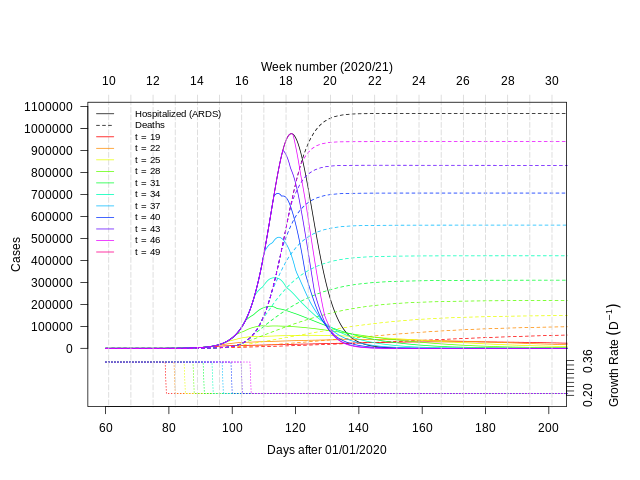 Week number (2020/21)
10 12 14 16 18 20 22 24 26 28 30
1100000
1000000
900000
800000
700000
600000
500000
400000
300000
200000
100000
0
Cases
Hospitalized (ARDS)
Deaths
t = 19
t = 22
t = 25
t = 28
t = 31
t = 34
t = 37
t = 40
t = 43
t = 46
t = 49
0.36
0.20
Growth Rate (D⁻¹)
60 80 100 120 140 160 180 200
Days after 01/01/2020